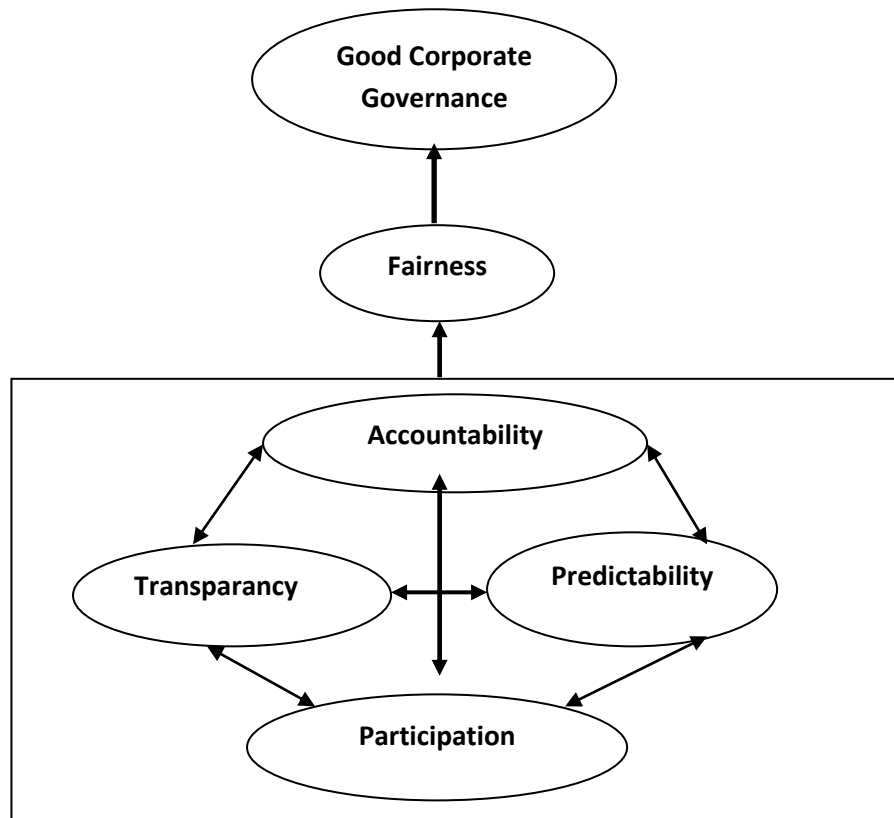 Good Corporate
Governance
Fairness
Accountability
Transparancy
Predictability
Participation